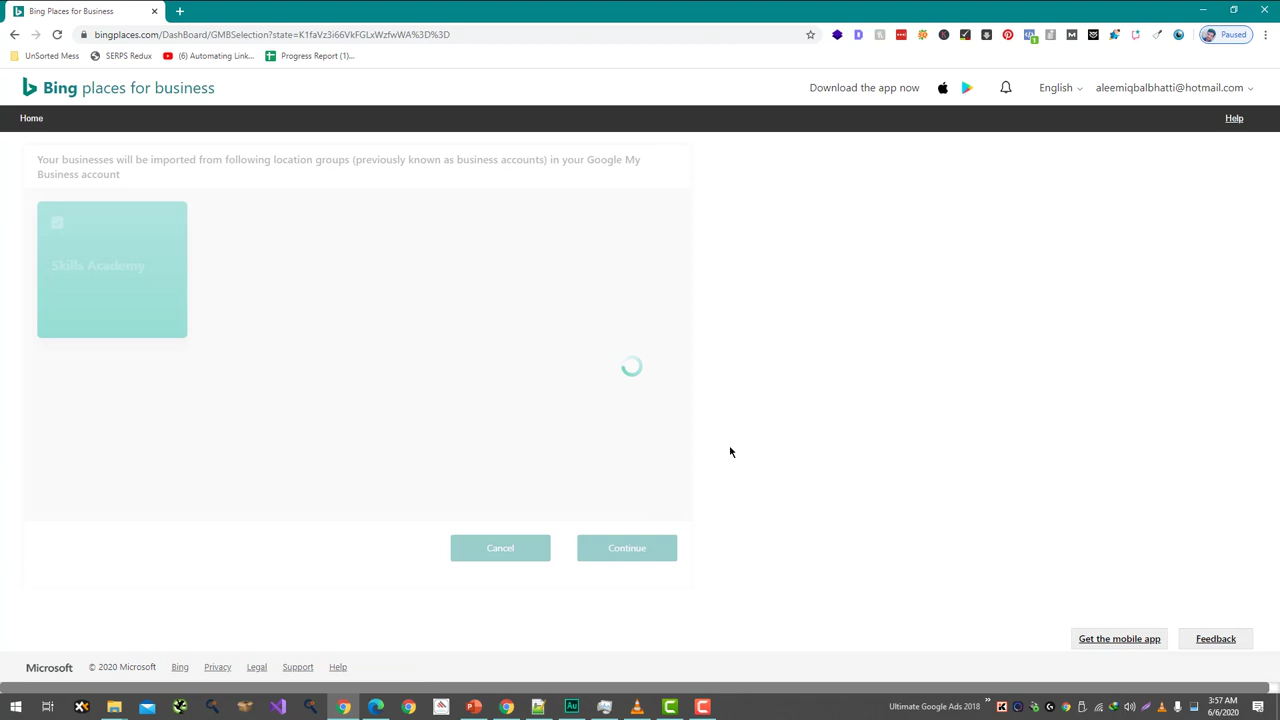 Bing Places for Business
bingplaces.com/DashBoard/GMBSelection?state=K1faVz3i66VkFGLxWzfwWA%3D%3D
Paused
UnSorted Mess
SERPS Redux
(6) Automating Link...
Progress Report (1)...
Bing places for business
Download the app now
English
aleemiqbalbhatti@hotmail.com
Home
Help
Your businesses will be imported from following location groups (previously known as business accounts) in your Google My
Business account
Skills Academy
Cancel
Continue
Get the mobile app
Feedback
Microsoft
© 2020 Microsoft
Bing
Privacy
Legal
Support
Help
Ultimate Google Ads 2018
3:57 AM
6/6/2020